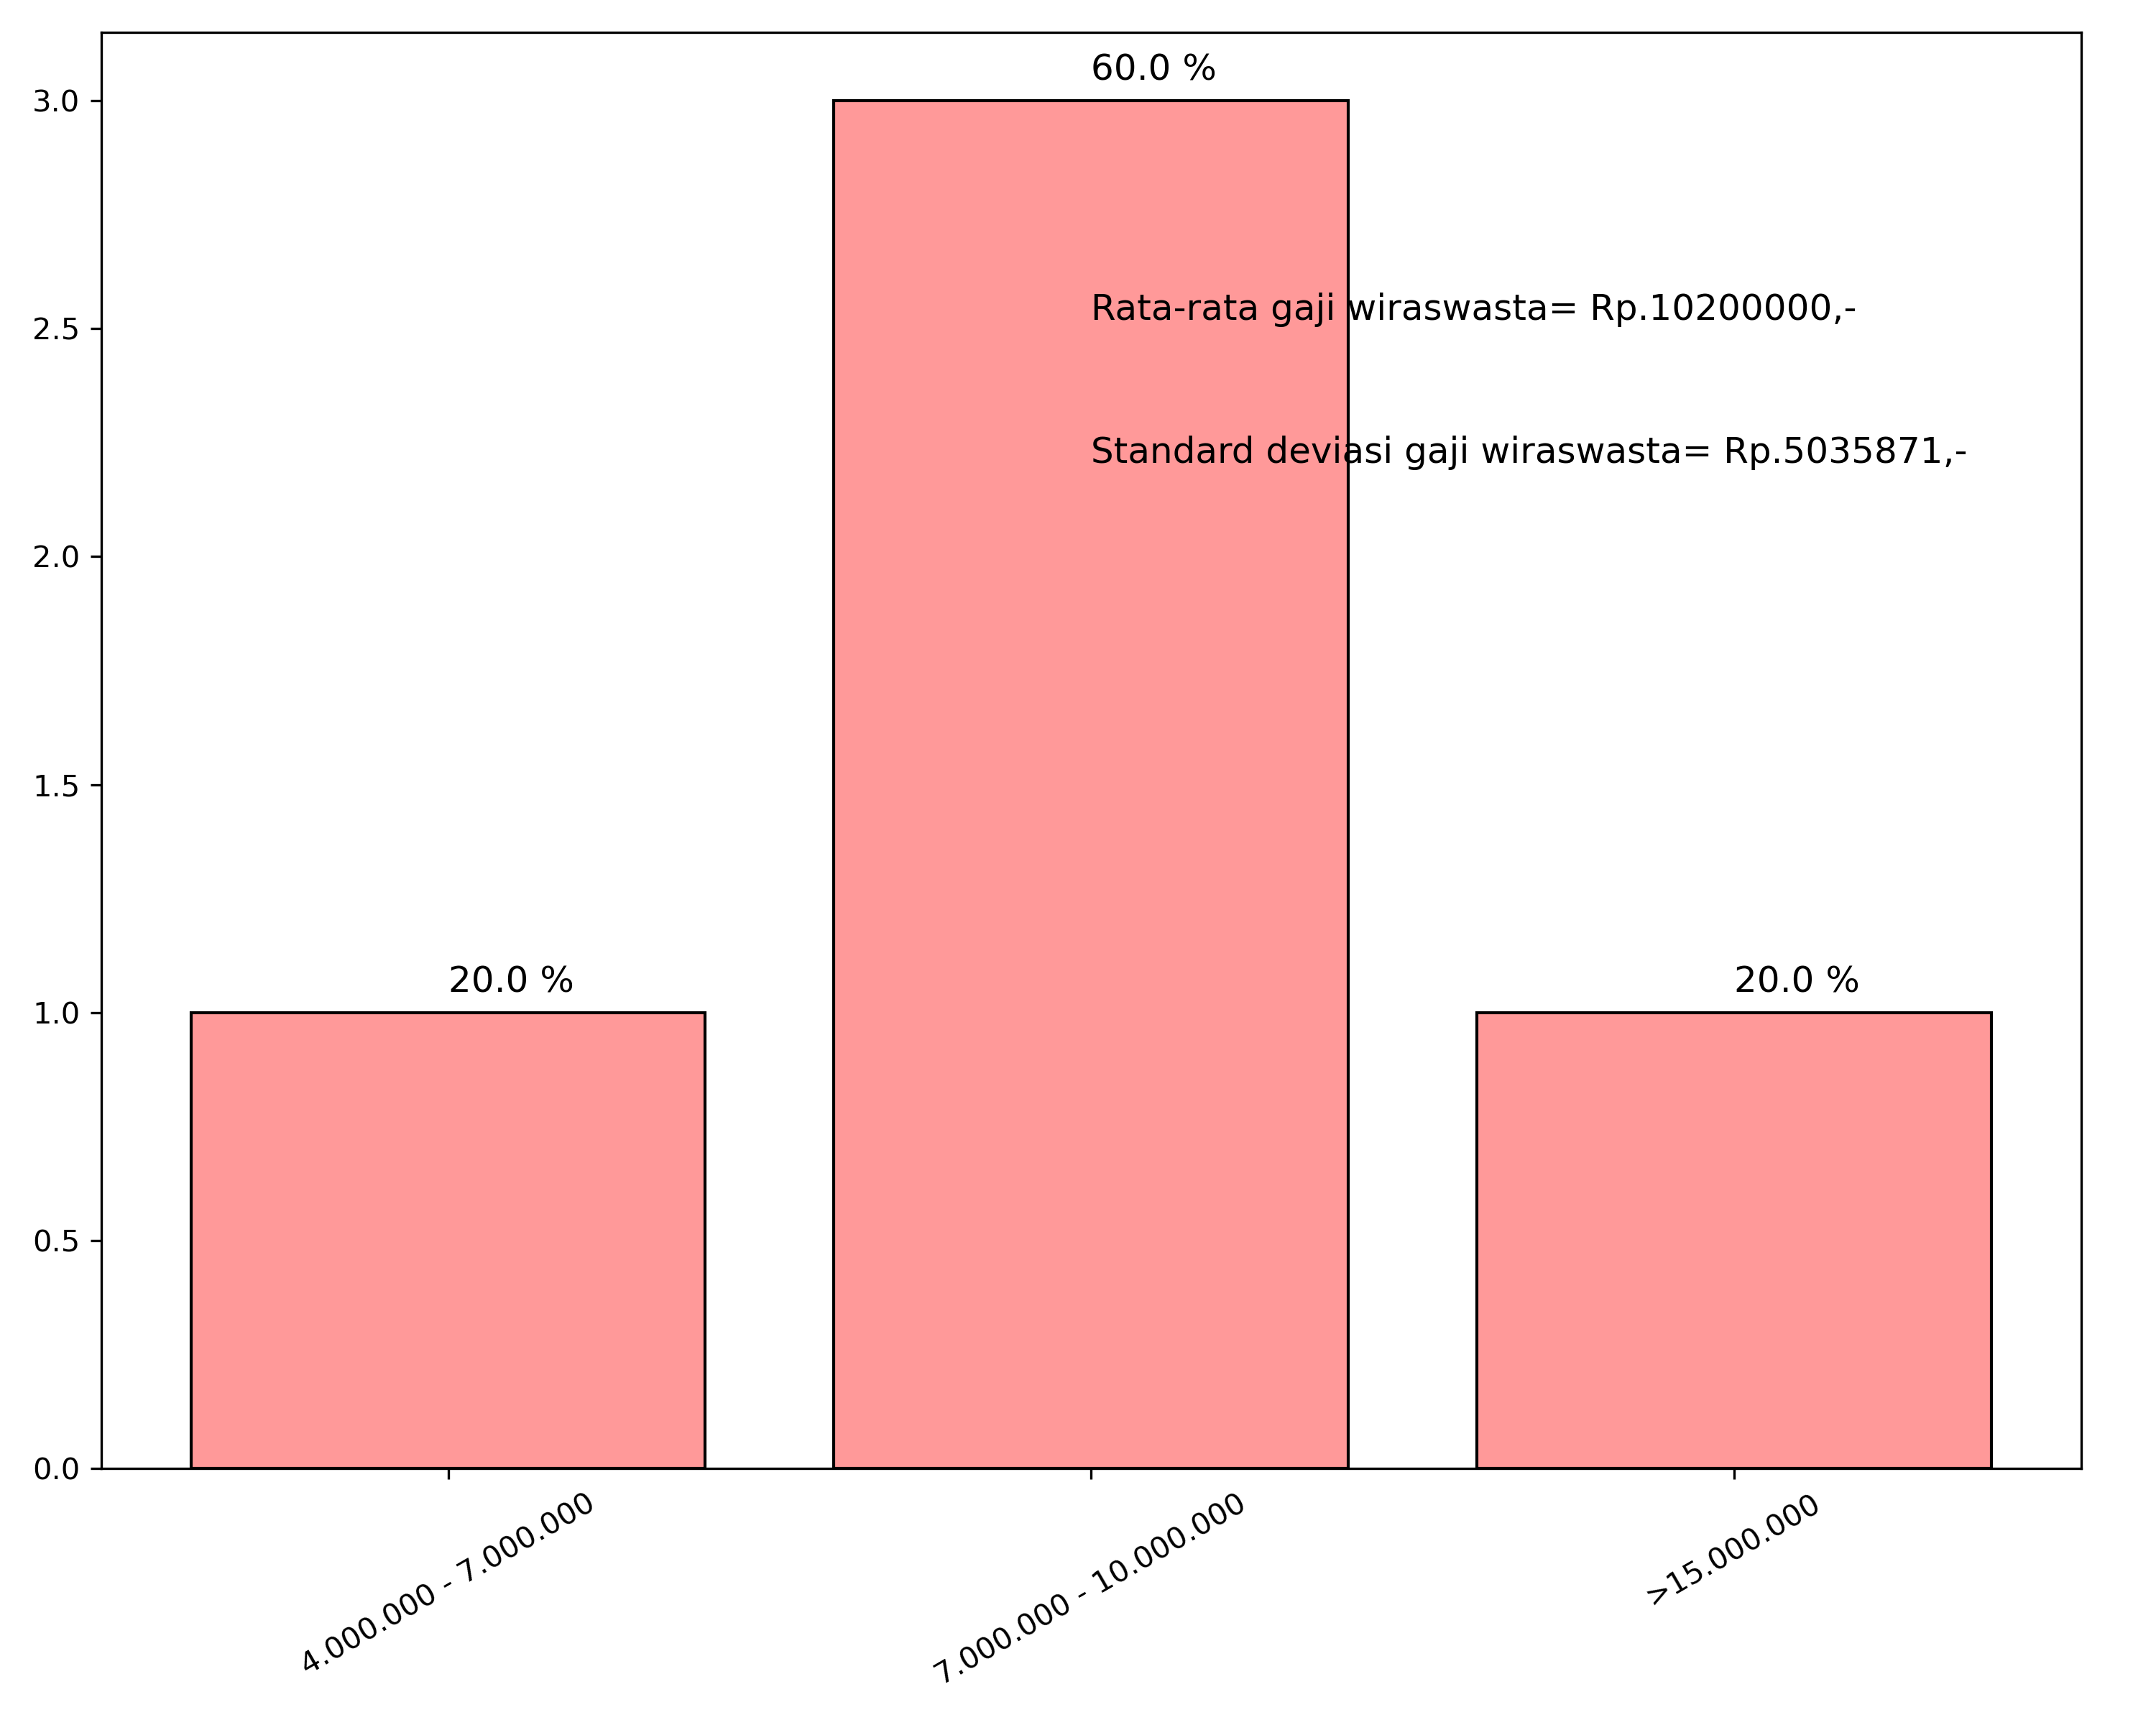 60.0 %
3.0
Rata-rata gaji wiraswasta= Rp.10200000,-
2.5
Standard deviasi gaji wiraswasta= Rp.5035871,-
2.0
1.5
20.0 %
20.0 %
1.0
0.5
0.0
4.000.000 - 7.000.000
7.000.000 - 10.000.000
>15.000.000